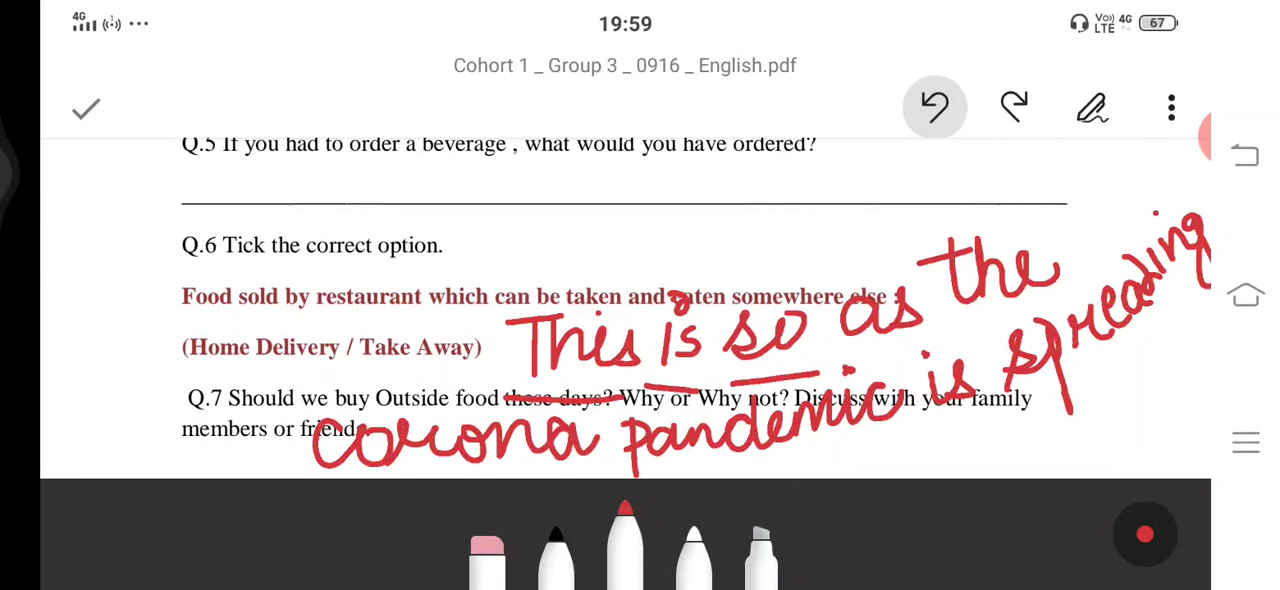 4G 19:59 Vo) LTE 4G 67
Cohort 1 _ Group 3 _ 0916 _ English.pdf
Q.5 If you had to order a beverage , what would you have ordered?
Q.6 Tick the correct option.
Food sold by restaurant which can be taken and eaten somewhere else :
(Home Delivery / Take Away)
This is so as the
corona pandemic is spreading
Q.7 Should we buy Outside food these days? Why or Why not? Discuss with your family
members or friends.